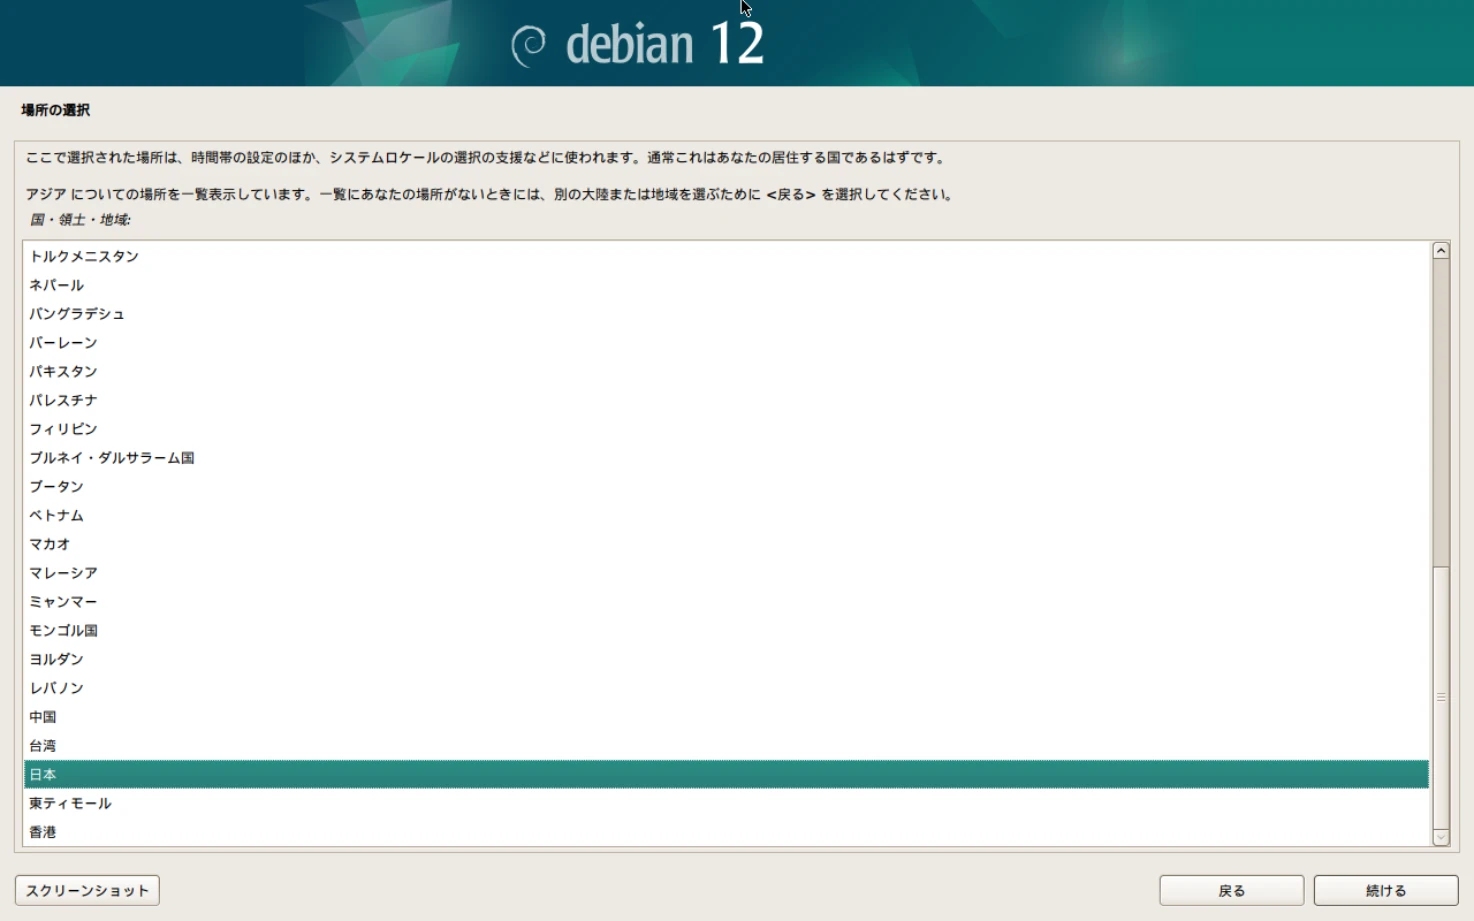 debian 12
場所の選択
ここで選択された場所は、時間帯の設定のほか、システムロケールの選択の支援などに使われます。通常これはあなたの居住する国であるはずです。
アジア についての場所を一覧表示しています。一覧にあなたの場所がないときには、別の大陸または地域を選ぶために <戻る> を選択してください。
国・領土・地域:
トルクメニスタン
ネパール
バングラデシュ
バーレーン
パキスタン
パレスチナ
フィリピン
ブルネイ・ダルサラーム国
ブータン
ベトナム
マカオ
マレーシア
ミャンマー
モンゴル国
ヨルダン
レバノン
中国
台湾
日本
東ティモール
香港
スクリーンショット
戻る
続ける